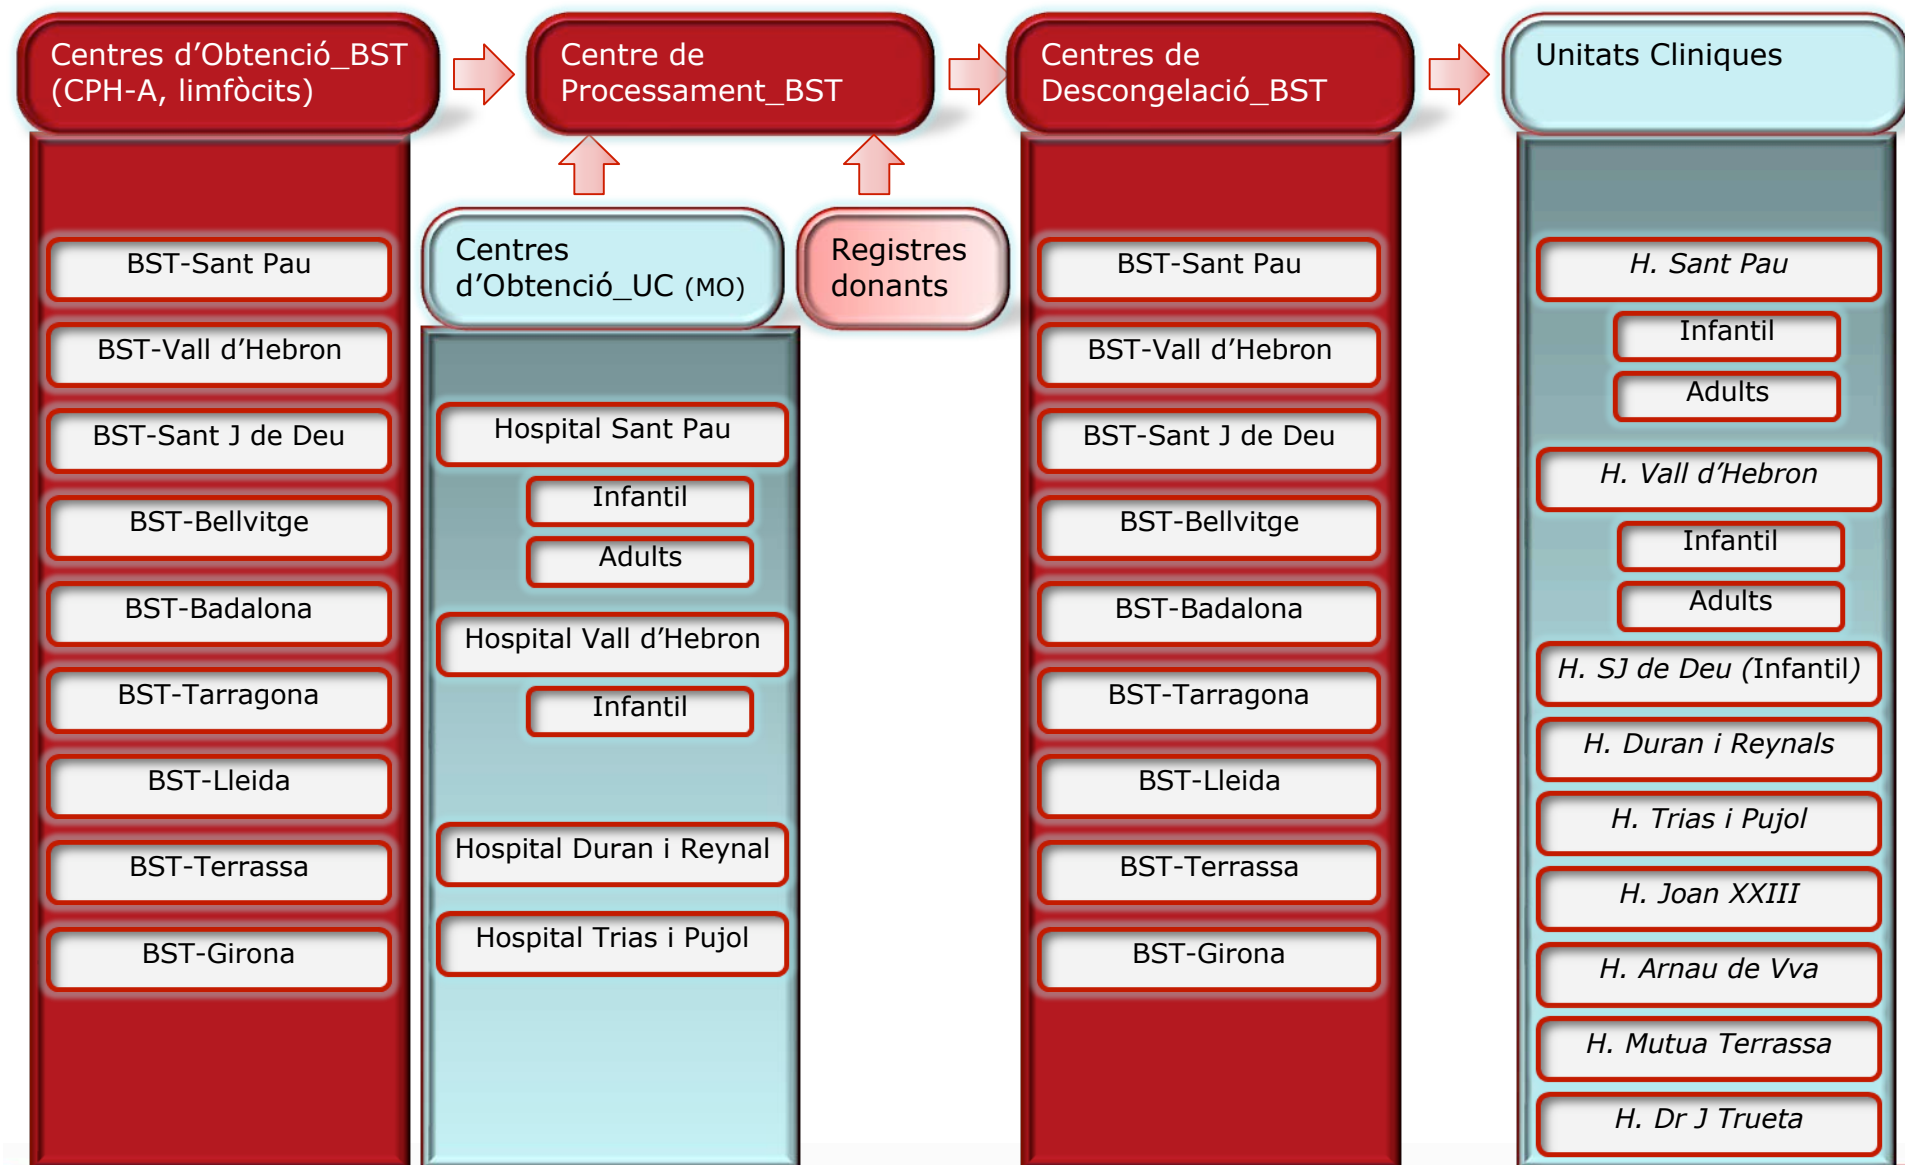 Centres d’Obtenció_BST
(CPH-A, limfòcits)
Centre de
Processament_BST
Centres de
Descongelació_BST
Unitats Cliniques
BST-Sant Pau
BST-Vall d’Hebron
BST-Sant J de Deu
BST-Bellvitge
BST-Badalona
BST-Tarragona
BST-Lleida
BST-Terrassa
BST-Girona
Centres
d’Obtenció_UC (MO)
Hospital Sant Pau
Infantil
Adults
Hospital Vall d’Hebron
Infantil
Hospital Duran i Reynal
Hospital Trias i Pujol
Registres
donants
BST-Sant Pau
BST-Vall d’Hebron
BST-Sant J de Deu
BST-Bellvitge
BST-Badalona
BST-Tarragona
BST-Lleida
BST-Terrassa
BST-Girona
H. Sant Pau
Infantil
Adults
H. Vall d’Hebron
Infantil
Adults
H. SJ de Deu (Infantil)
H. Duran i Reynals
H. Trias i Pujol
H. Joan XXIII
H. Arnau de Vva
H. Mutua Terrassa
H. Dr J Trueta